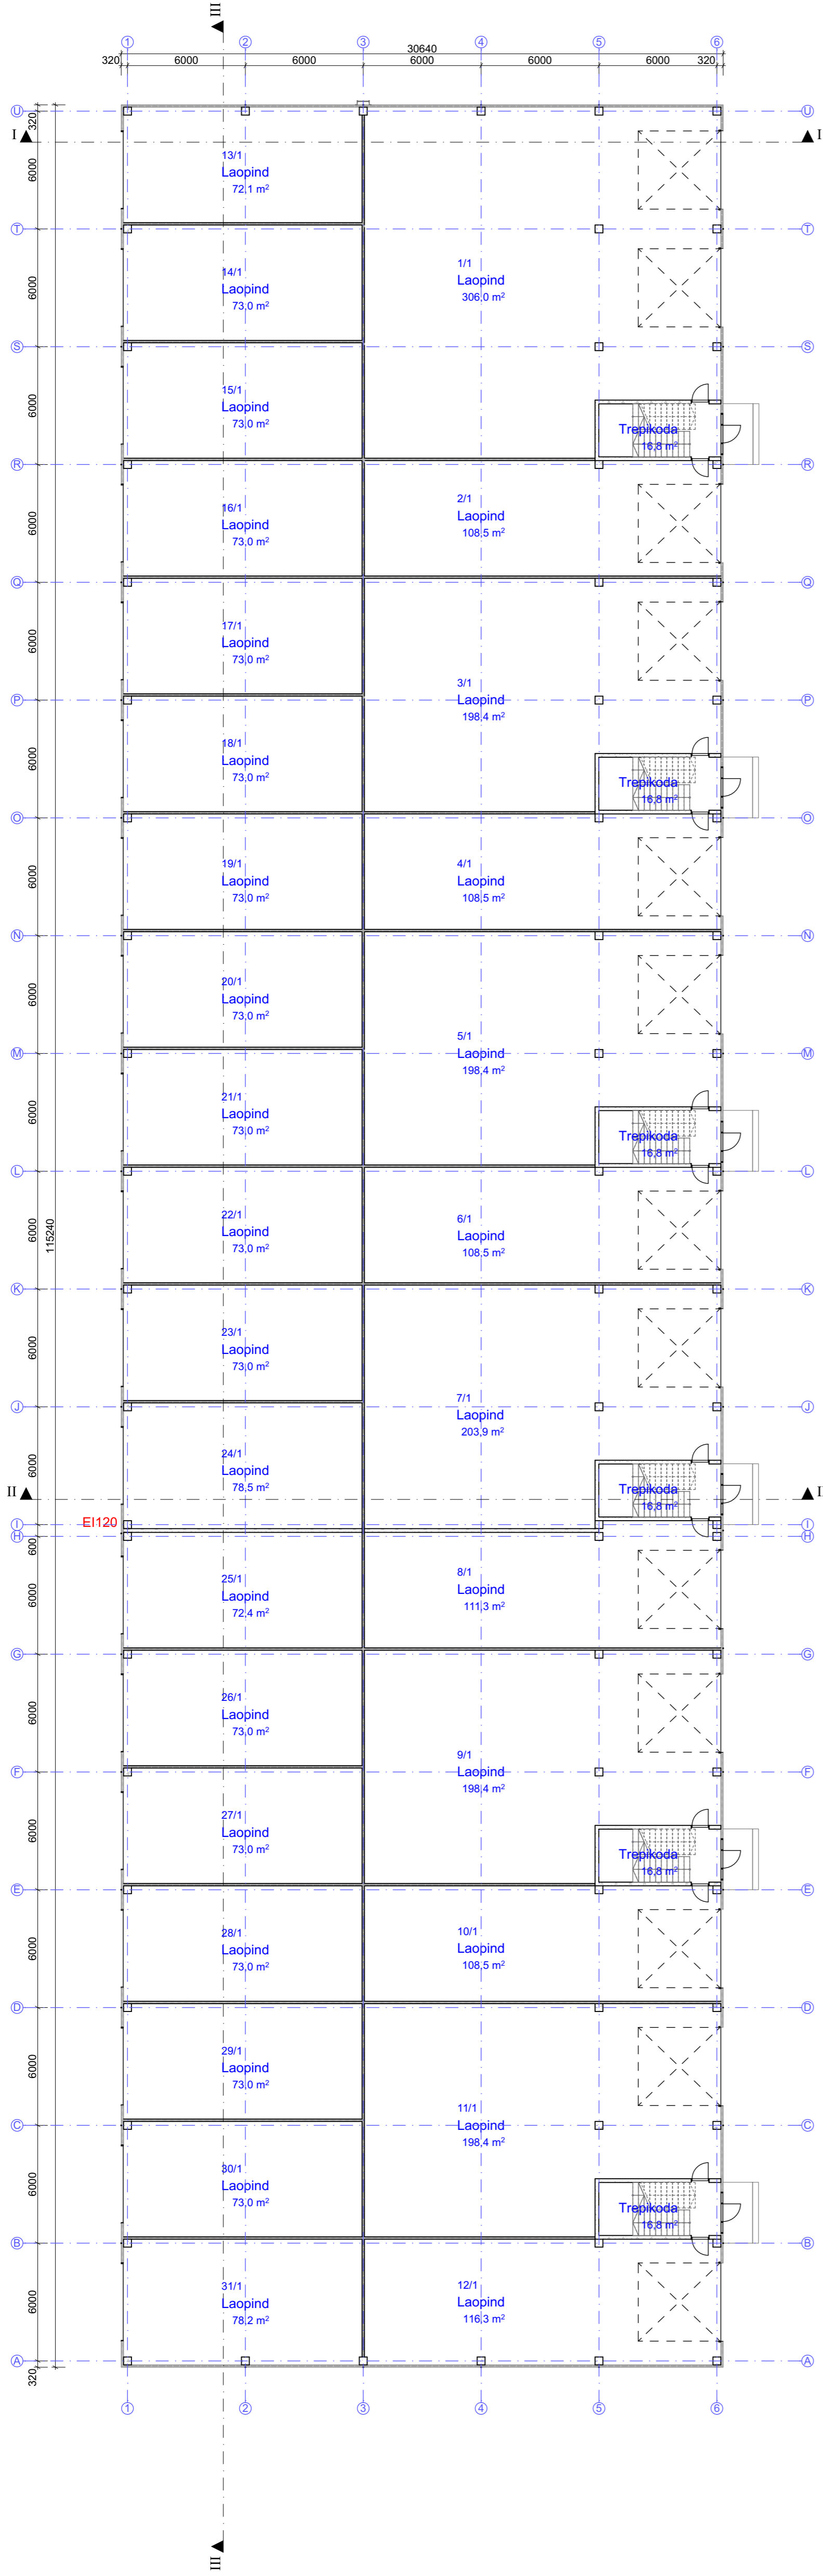 III
1 2 3 4 5 6
30640
320 6000 6000 6000 6000 6000 320
U U
320
I I
6000
13/1
Laopind
72,1 m²
T T
6000
14/1
Laopind
73,0 m²
1/1
Laopind
306,0 m²
S S
6000
15/1
Laopind
73,0 m²
Trepikoda
16,8 m²
R R
6000
16/1
Laopind
73,0 m²
2/1
Laopind
108,5 m²
Q Q
6000
17/1
Laopind
73,0 m²
3/1
Laopind
198,4 m²
P P
6000
18/1
Laopind
73,0 m²
Trepikoda
16,8 m²
O O
6000
19/1
Laopind
73,0 m²
4/1
Laopind
108,5 m²
N N
6000
20/1
Laopind
73,0 m²
5/1
Laopind
198,4 m²
M M
6000
21/1
Laopind
73,0 m²
Trepikoda
16,8 m²
L L
6000
115240
22/1
Laopind
73,0 m²
6/1
Laopind
108,5 m²
K K
6000
23/1
Laopind
73,0 m²
7/1
Laopind
203,9 m²
J J
6000
24/1
Laopind
78,5 m²
Trepikoda
16,8 m²
II II
EI120
I I
600
H H
6000
25/1
Laopind
72,4 m²
8/1
Laopind
111,3 m²
G G
6000
26/1
Laopind
73,0 m²
9/1
Laopind
198,4 m²
F F
6000
27/1
Laopind
73,0 m²
Trepikoda
16,8 m²
E E
6000
28/1
Laopind
73,0 m²
10/1
Laopind
108,5 m²
D D
6000
29/1
Laopind
73,0 m²
11/1
Laopind
198,4 m²
C C
6000
30/1
Laopind
73,0 m²
Trepikoda
16,8 m²
B B
6000
31/1
Laopind
78,2 m²
12/1
Laopind
116,3 m²
A A
320
1 2 3 4 5 6
III